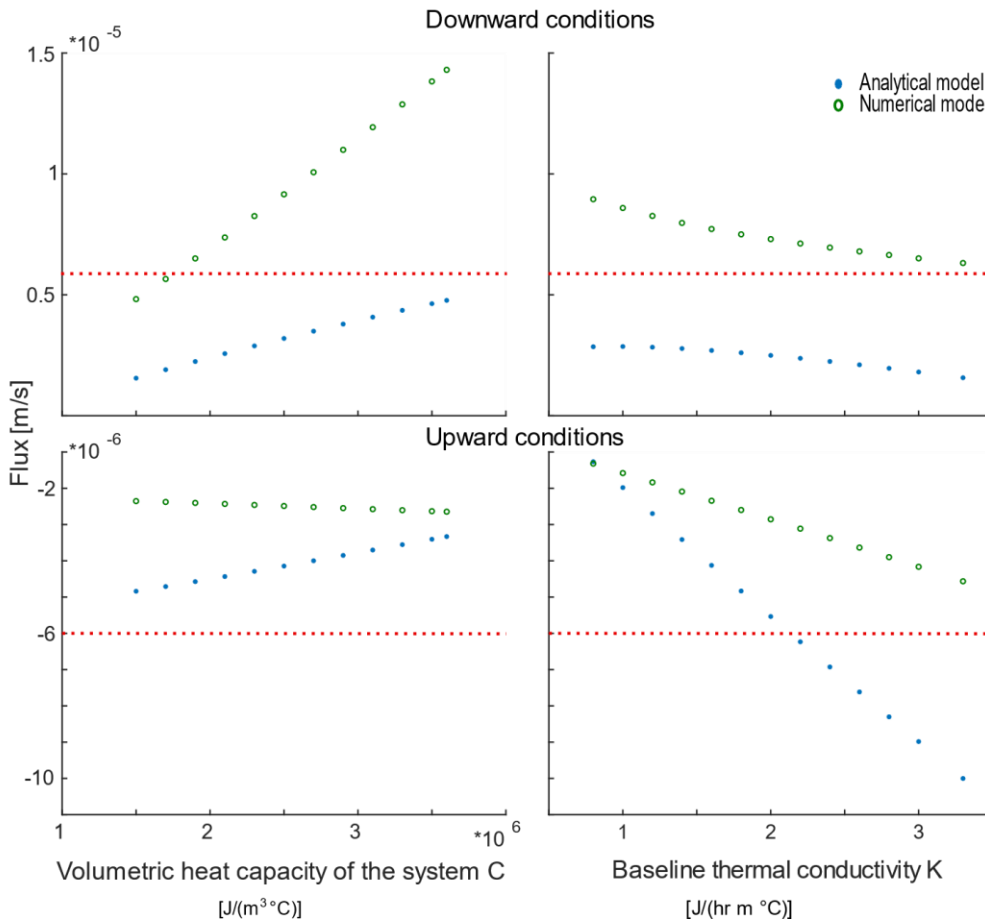 Downward conditions
*10 -5
1.5
1
0.5
Analytical model
Numerical model
Flux [m/s]
Upward conditions
*10 -6
-2
-6
-10
1 2 3 *10 6
1 2 3
Volumetric heat capacity of the system C
Baseline thermal conductivity K
[J/(m³ °C)]
[J/(hr m °C)]